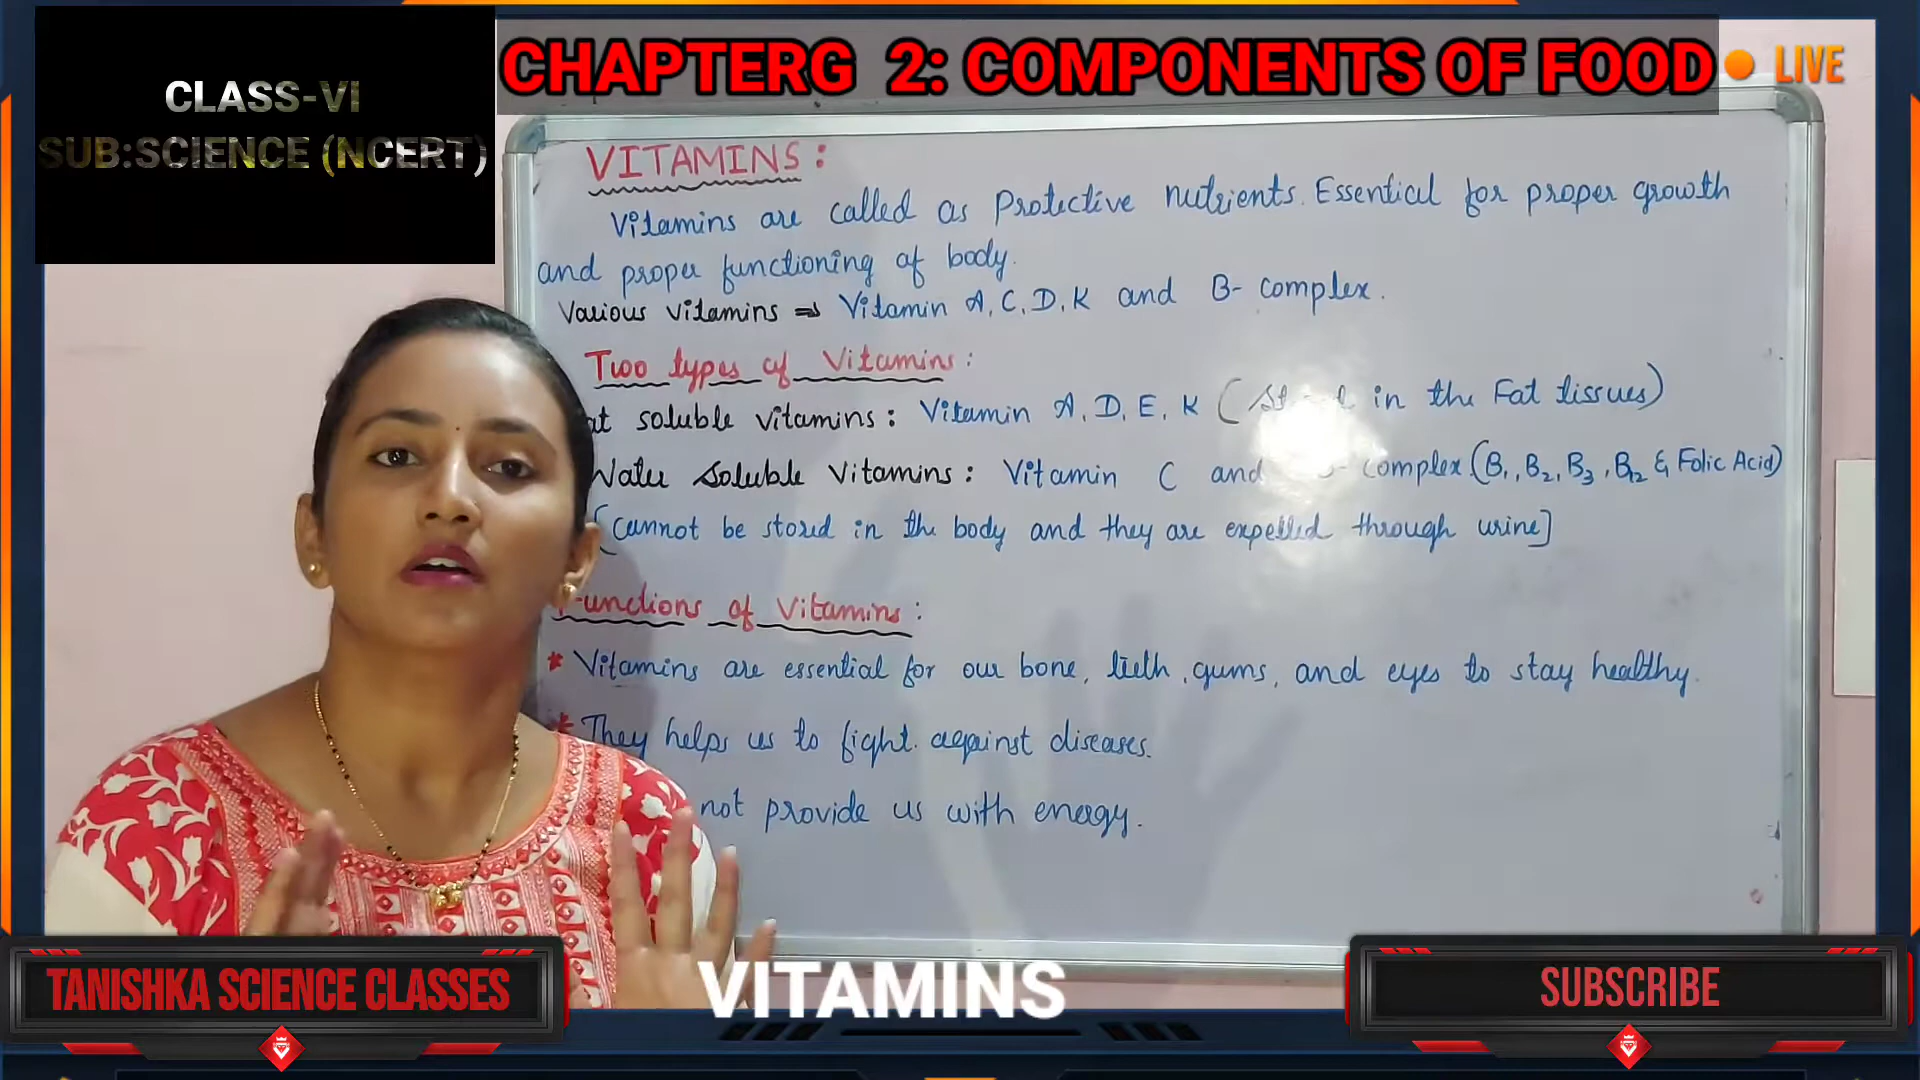 CLASS-VI
SUB:SCIENCE (NCERT)
CHAPTERG 2: COMPONENTS OF FOOD
LIVE
VITAMINS:
Vitamins are called as Protective nutrients. Essential for proper growth
and proper functioning of body.
Various vitamins ⇒ Vitamin A, C, D, K and B-complex.
Two types of Vitamins:
at soluble vitamins: Vitamin A, D, E, K ( in the Fat tissues)
Water Soluble Vitamins: Vitamin C and complex (B1, B2, B3, B12 & Folic Acid)
[cannot be stored in the body and they are expelled through urine]
Functions of Vitamins:
* Vitamins are essential for our bone, teeth, gums, and eyes to stay healthy.
* They helps us to fight against diseases.
not provide us with energy.
VITAMINS
TANISHKA SCIENCE CLASSES
SUBSCRIBE